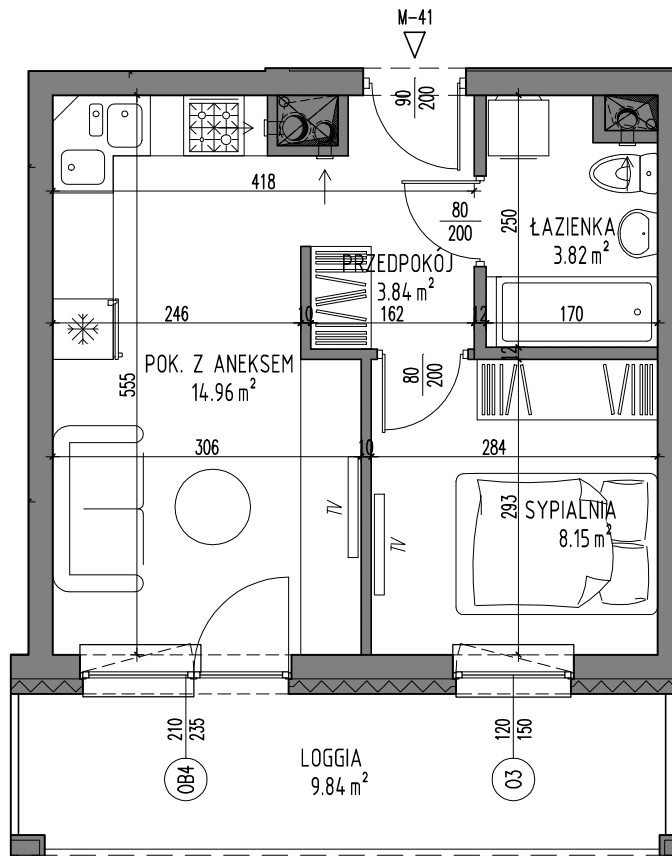 M-41
90
200
418
80
200
250
ŁAZIENKA
3.82 m²
PRZEDPOKÓJ
3.84 m²
246
10
162
12
170
POK. Z ANEKSEM
14.96 m²
555
80
200
12
306
10
284
TV
TV
293
SYPIALNIA
8.15 m²
210
235
120
150
LOGGIA
9.84 m²
OB4
O3